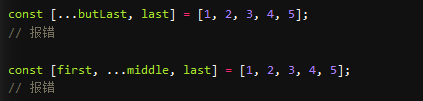 const [...butLast, last] = [1, 2, 3, 4, 5];
// 报错
const [first, ...middle, last] = [1, 2, 3, 4, 5];
// 报错